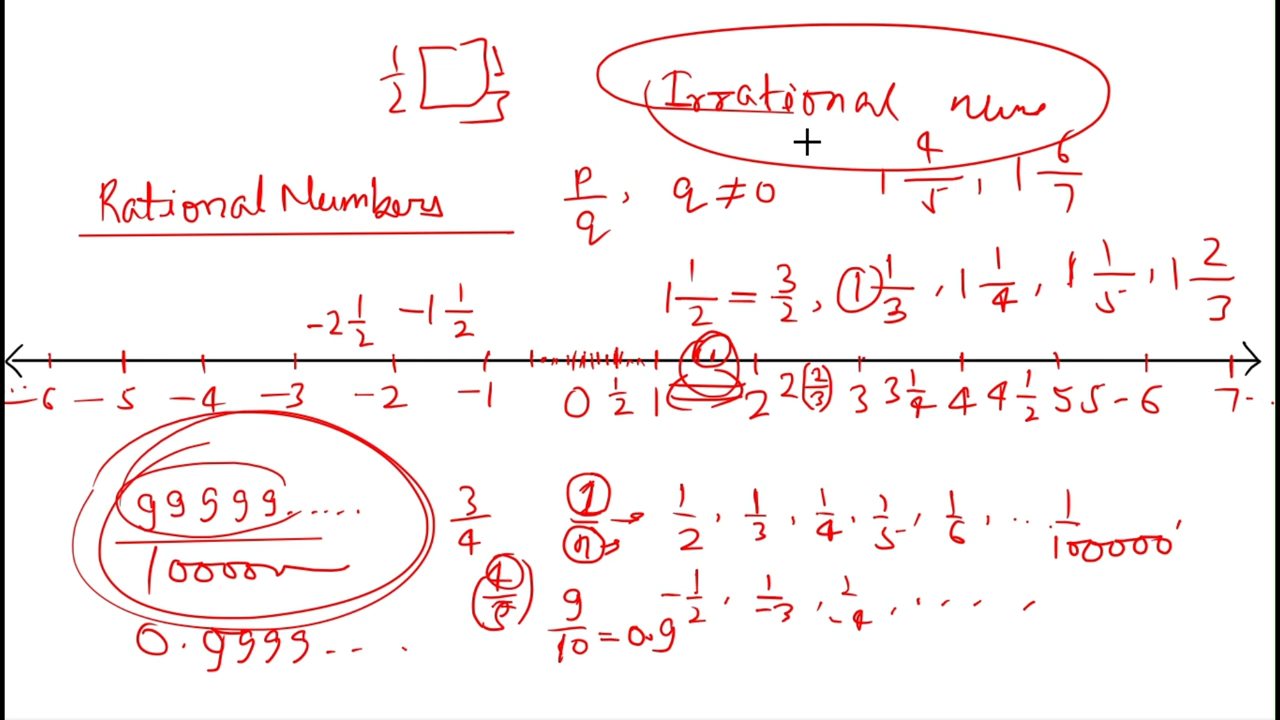 1/2 1/3
Irrational num
Rational Numbers p/q, q ≠ 0 1 4/5, 1 6/7
1 1/2 = 3/2, 1 1/3, 1 1/4, 1 1/5, 1 2/3
-2 1/2 -1 1/2
-6 -5 -4 -3 -2 -1 0 1/2 1 2 2(2/3) 3 3 1/4 4 4 1/2 5 5 - 6 7 - . .
99999...... / 100000 3/4 1/n → 1/2, 1/3, 1/4, 1/5, 1/6, ... 1/100000,
(4/5) 9/10 = 0.9 -1/2, 1/-3, 1/-4, . . . . ,
0.9999... .